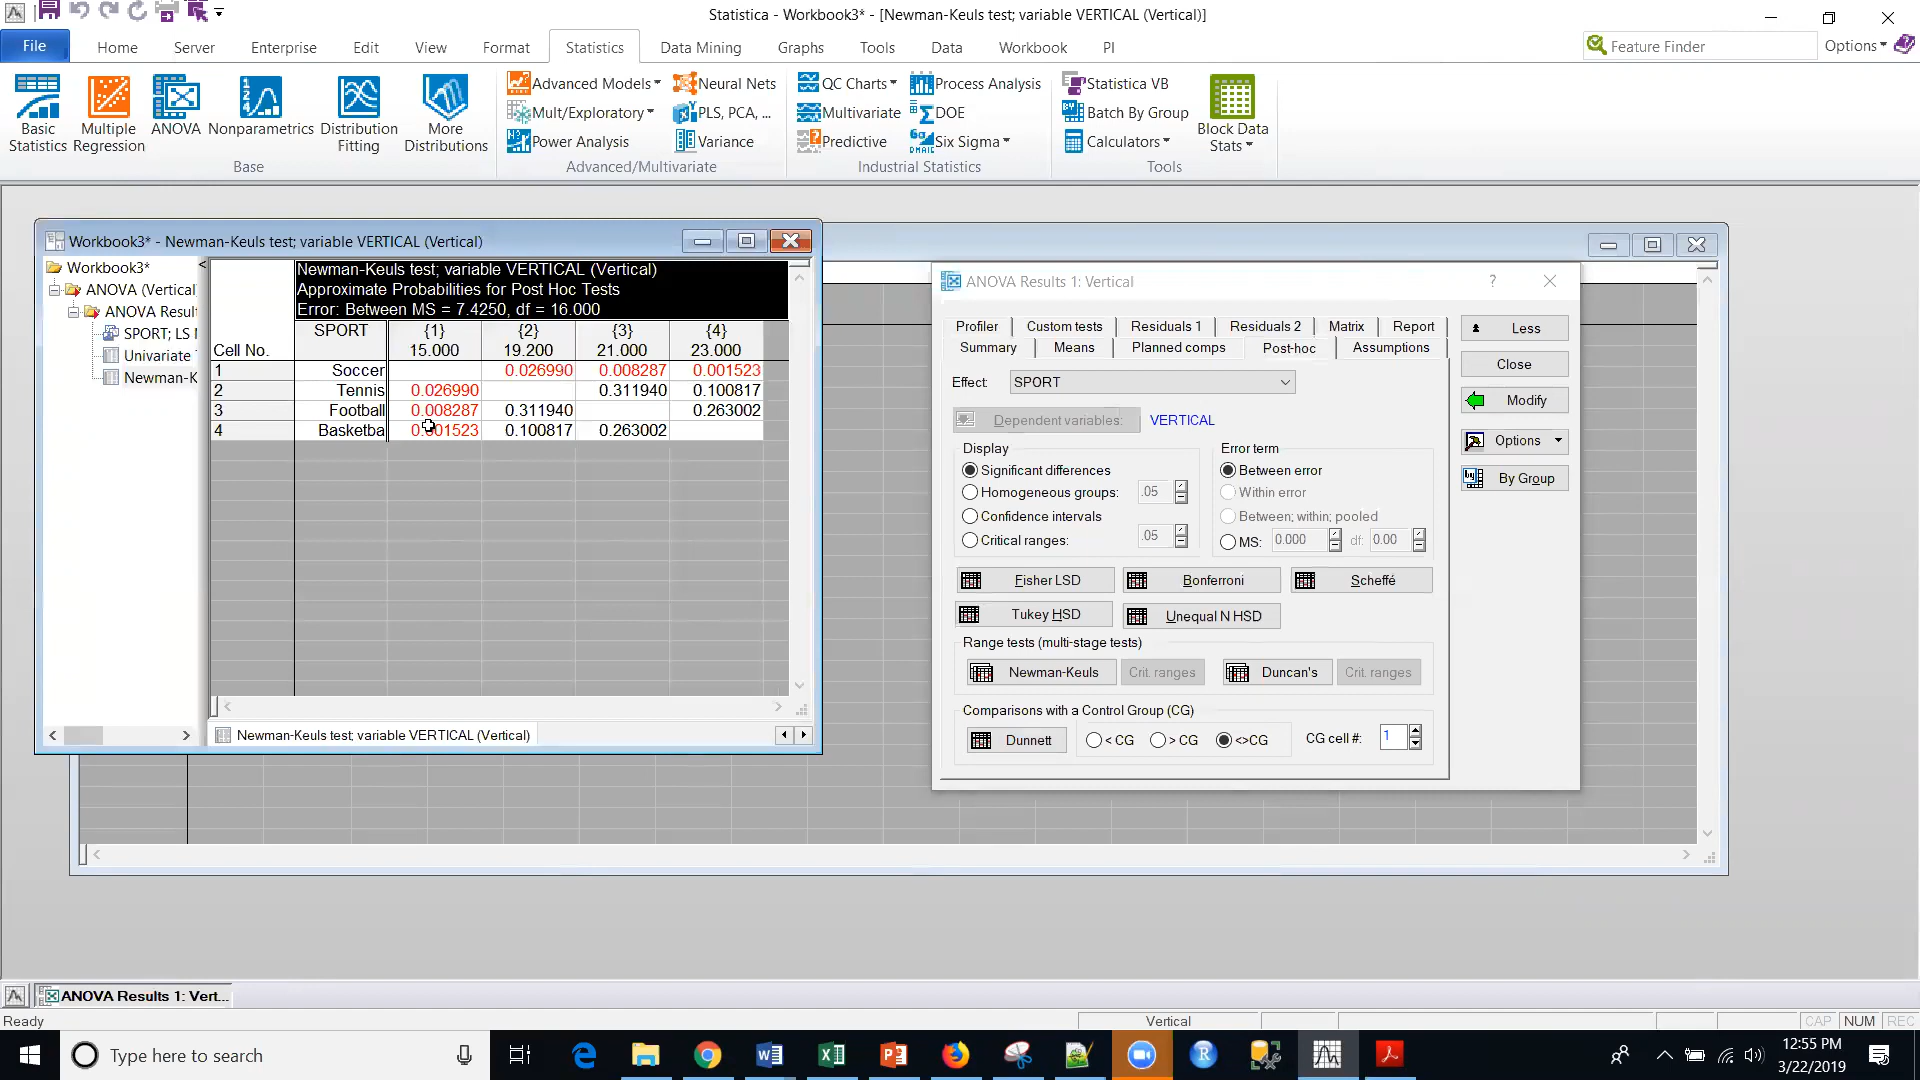 Statistica - Workbook3* - [Newman-Keuls test; variable VERTICAL (Vertical)]
File Home Server Enterprise Edit View Format Statistics Data Mining Graphs Tools Data Workbook PI Feature Finder Options
Basic Statistics
Multiple Regression
ANOVA
Nonparametrics
Distribution Fitting
More Distributions
Base
Advanced Models
Mult/Exploratory
Power Analysis
Neural Nets
PLS, PCA, ...
Variance
Advanced/Multivariate
QC Charts
Multivariate
Predictive
Process Analysis
DOE
Six Sigma
Industrial Statistics
Statistica VB
Batch By Group
Calculators
Block Data Stats
Tools
Workbook3* - Newman-Keuls test; variable VERTICAL (Vertical)
Workbook3*
ANOVA (Vertical
ANOVA Resul
SPORT; LS M
Univariate
Newman-K
Newman-Keuls test; variable VERTICAL (Vertical)
Approximate Probabilities for Post Hoc Tests
Error: Between MS = 7.4250, df = 16.000
Cell No. SPORT {1} {2} {3} {4}
15.000 19.200 21.000 23.000
1 Soccer 0.026990 0.008287 0.001523
2 Tennis 0.026990 0.311940 0.100817
3 Football 0.008287 0.311940 0.263002
4 Basketba 0.001523 0.100817 0.263002
Newman-Keuls test; variable VERTICAL (Vertical)
ANOVA Results 1: Vertical
?
Profiler Custom tests Residuals 1 Residuals 2 Matrix Report
Summary Means Planned comps Post-hoc Assumptions
Effect: SPORT
Dependent variables: VERTICAL
Display
Significant differences
Homogeneous groups: .05
Confidence intervals
Critical ranges: .05
Error term
Between error
Within error
Between; within; pooled
MS: 0.000 df: 0.00
Fisher LSD Bonferroni Scheffé
Tukey HSD Unequal N HSD
Range tests (multi-stage tests)
Newman-Keuls Crit. ranges Duncan's Crit. ranges
Comparisons with a Control Group (CG)
Dunnett < CG > CG <>CG CG cell #: 1
Less
Close
Modify
Options
By Group
ANOVA Results 1: Vert...
Ready Vertical CAP NUM REC
Type here to search
12:55 PM
3/22/2019